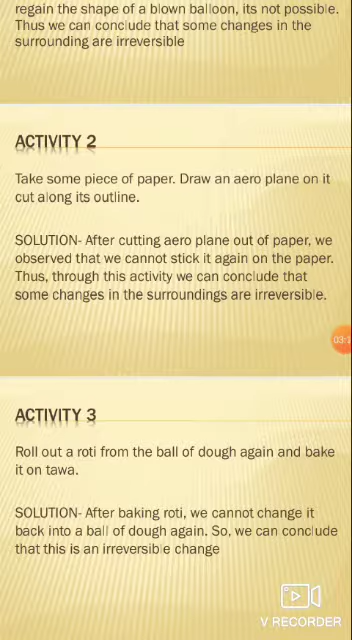 regain the shape of a blown balloon, its not possible.
Thus we can conclude that some changes in the
surrounding are irreversible
ACTIVITY 2
Take some piece of paper. Draw an aero plane on it
cut along its outline.
SOLUTION- After cutting aero plane out of paper, we
observed that we cannot stick it again on the paper.
Thus, through this activity we can conclude that
some changes in the surroundings are irreversible.
ACTIVITY 3
Roll out a roti from the ball of dough again and bake
it on tawa.
SOLUTION- After baking roti, we cannot change it
back into a ball of dough again. So, we can conclude
that this is an irreversible change
V RECORDER